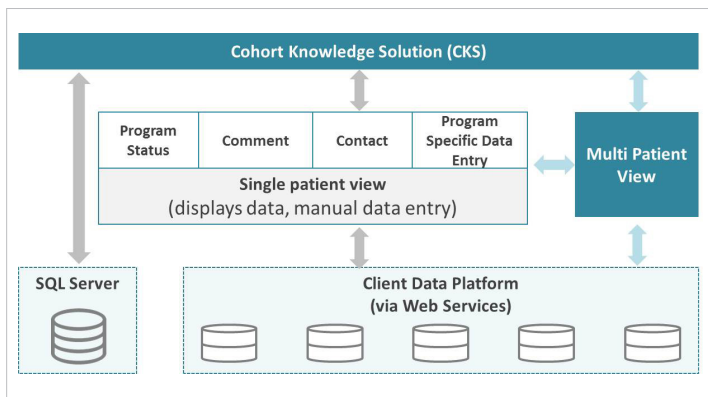 Cohort Knowledge Solution (CKS)
Program
Status
Comment
Contact
Program
Specific Data
Entry
Single patient view
(displays data, manual data entry)
Multi Patient
View
SQL Server
Client Data Platform
(via Web Services)